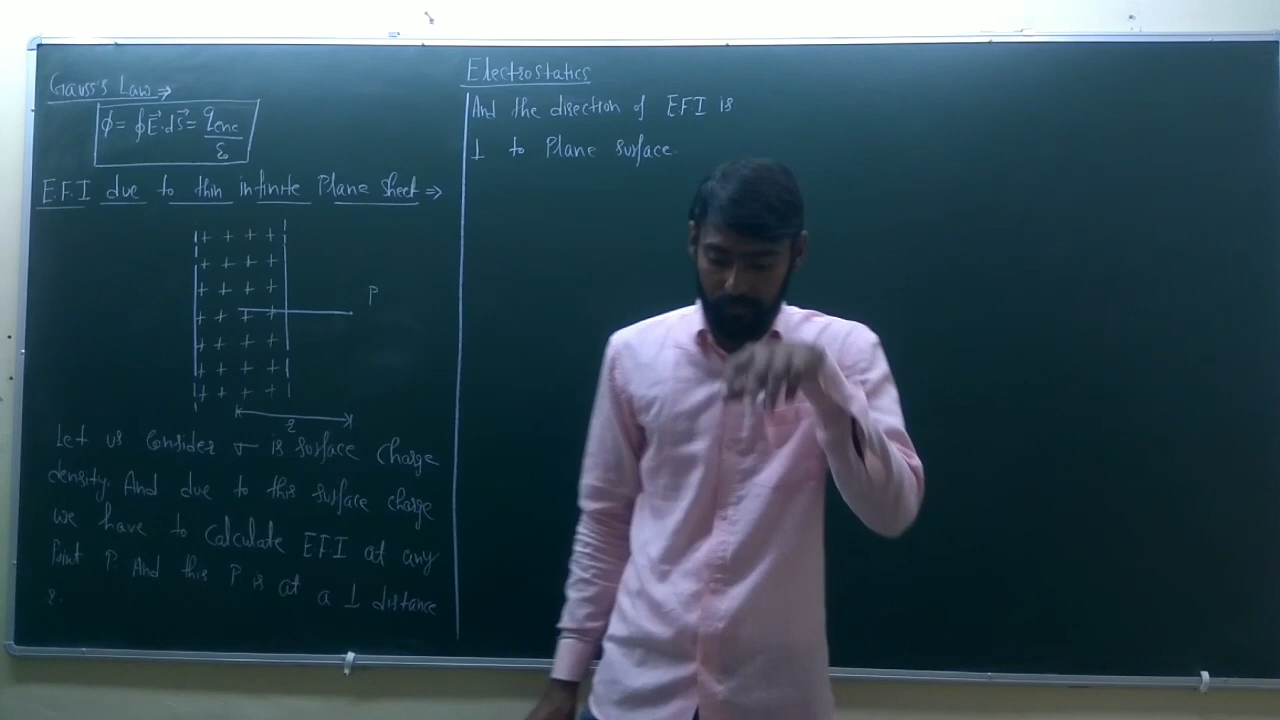 Electrostatics
Gauss's Law ⇒
ϕ = ∮E⃗.dS⃗ = qenc/ε
E.F.I due to thin infinite Plane sheet ⇒
+ + + +
+ + + +
+ + + +
P
+ + + +
+ + + +
+ + + +
+ + + +
r
Let us Consider σ is surface charge
density. And due to this surface charge
we have to calculate E.F.I at any
Point P. And this P is at a ⊥ distance
r.
And the direction of E.F.I is
⊥ to Plane surface.